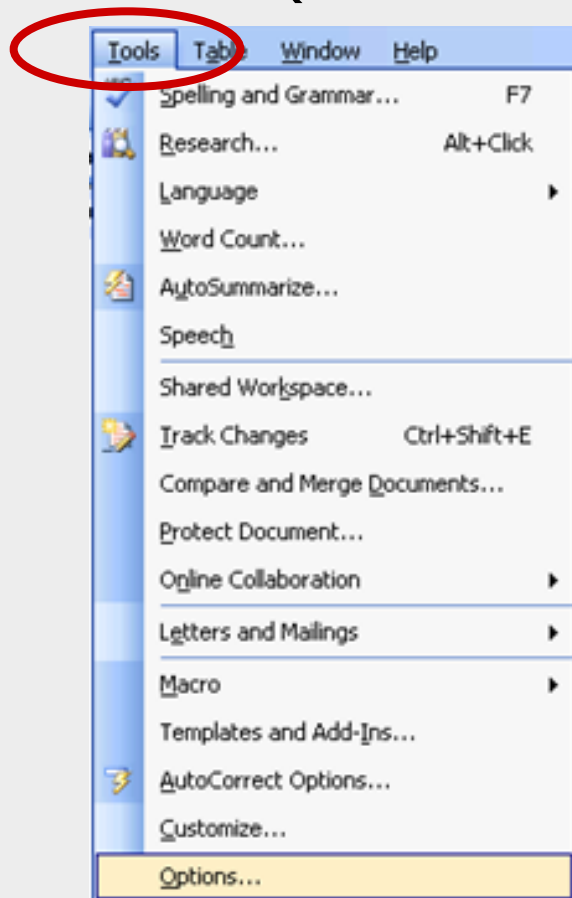 Tools Table Window Help
Spelling and Grammar... F7
Research... Alt+Click
Language
Word Count...
AutoSummarize...
Speech
Shared Workspace...
Track Changes Ctrl+Shift+E
Compare and Merge Documents...
Protect Document...
Online Collaboration
Letters and Mailings
Macro
Templates and Add-Ins...
AutoCorrect Options...
Customize...
Options...